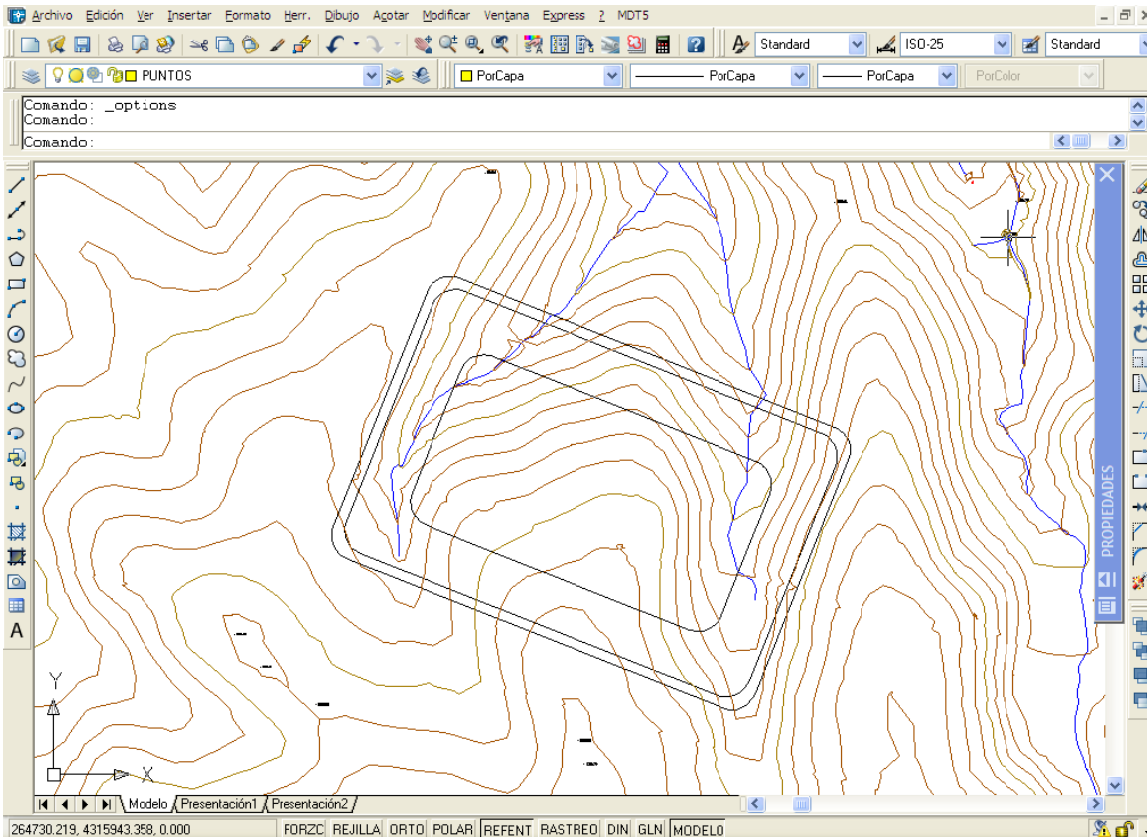 Archivo Edición Ver Insertar Formato Herr. Dibujo Acotar Modificar Ventana Express ? MDT5
Standard ISO-25 Standard
PUNTOS PorCapa PorCapa PorCapa PorColor
Comando: _options
Comando:
Comando:
PROPIEDADES
A
Y
X
Modelo Presentación1 Presentación2
264730.219, 4315943.358, 0.000 FORZC REJILLA ORTO POLAR REFENT RASTREO DIN GLN MODELO